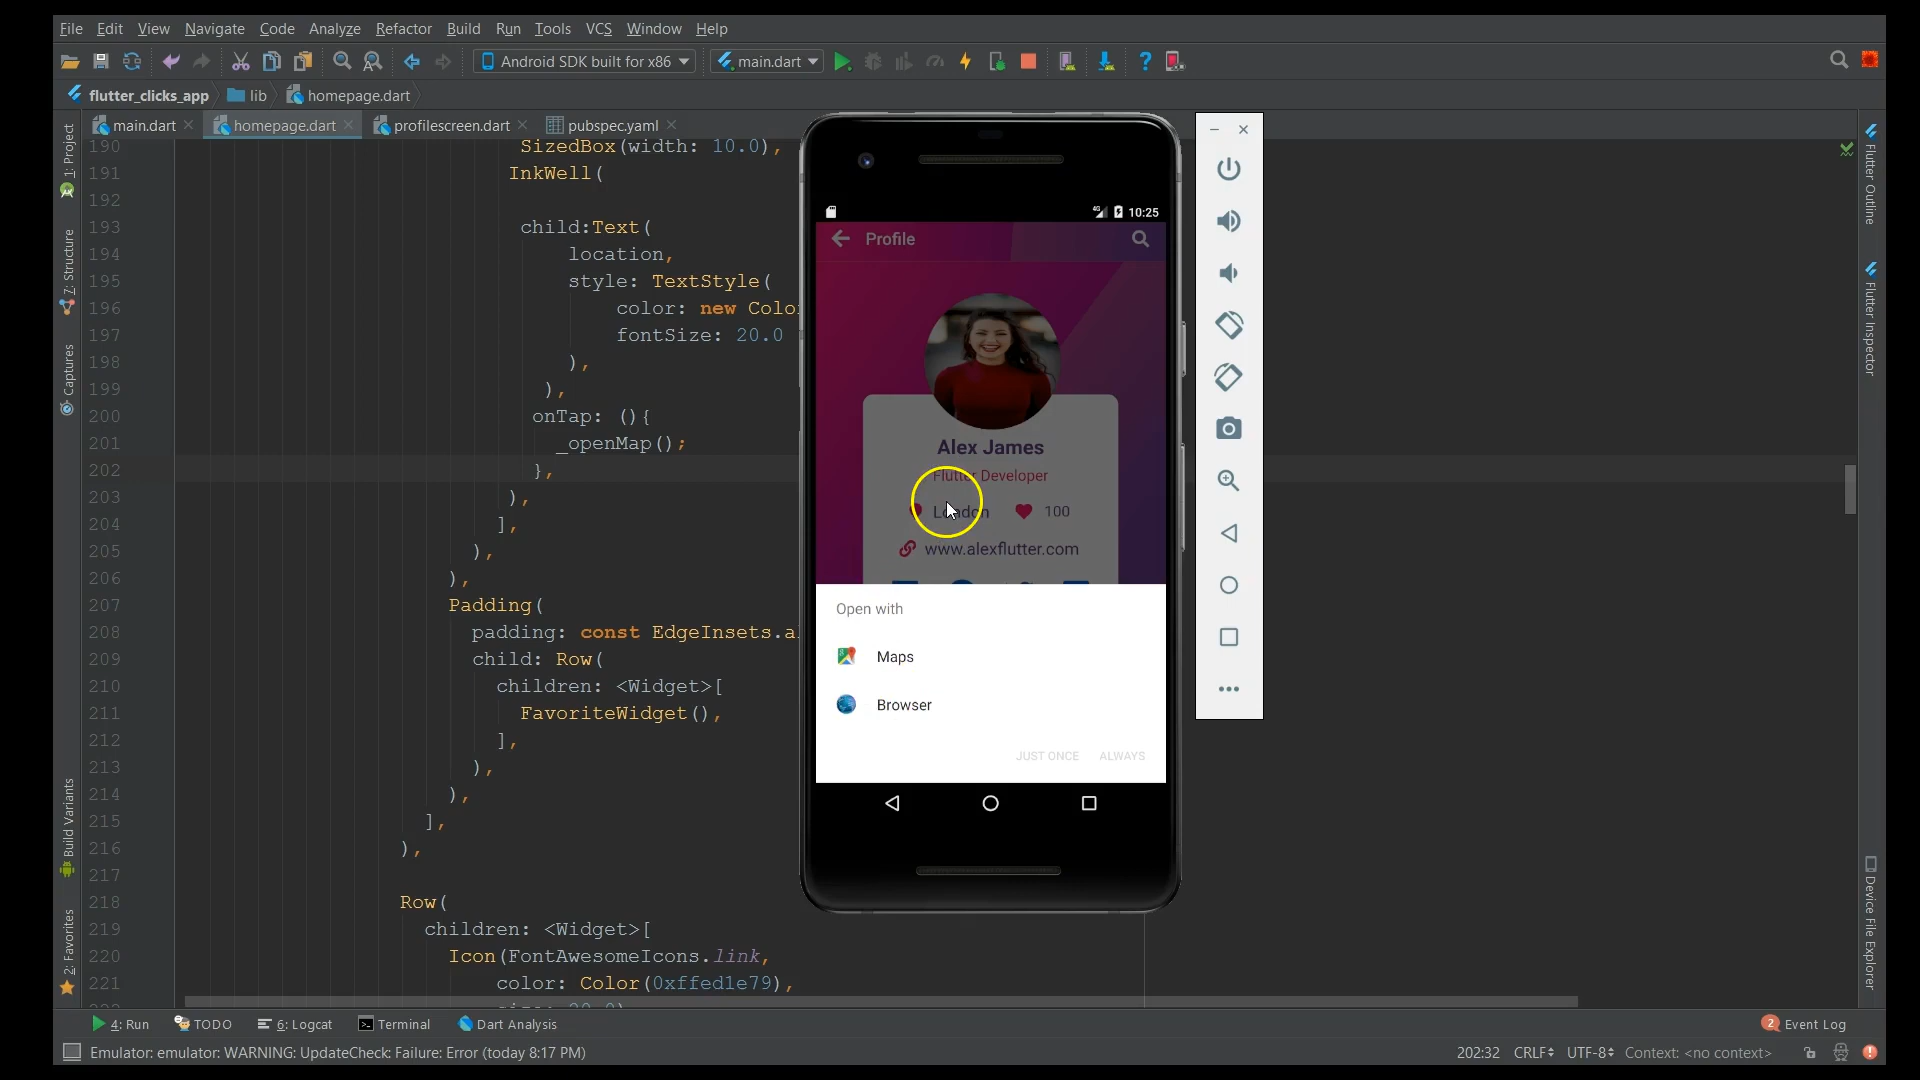 File Edit View Navigate Code Analyze Refactor Build Run Tools VCS Window Help
Android SDK built for x86 main.dart
flutter_clicks_app lib homepage.dart
main.dart homepage.dart profilescreen.dart pubspec.yaml
1: Project
7: Structure
Captures
Build Variants
2: Favorites
190 SizedBox(width: 10.0),
191 InkWell(
192
193 child:Text(
194 location,
195 style: TextStyle(
196 color: new Color
197 fontSize: 20.0
198 ),
199 ),
200 onTap: (){
201 _openMap();
202 },
203 ),
204 ],
205 ),
206 ),
207 Padding(
208 padding: const EdgeInsets.al
209 child: Row(
210 children: <Widget>[
211 FavoriteWidget(),
212 ],
213 ),
214 ),
215 ],
216 ),
217
218 Row(
219 children: <Widget>[
220 Icon(FontAwesomeIcons.link,
221 color: Color(0xffed1e79),
4G 10:25
Profile
Alex James
Flutter Developer
London 100
www.alexflutter.com
Open with
Maps
Browser
JUST ONCE ALWAYS
Flutter Outline
Flutter Inspector
Device File Explorer
4: Run TODO 6: Logcat Terminal Dart Analysis 2 Event Log
Emulator: emulator: WARNING: UpdateCheck: Failure: Error (today 8:17 PM) 202:32 CRLF UTF-8 Context: <no context>